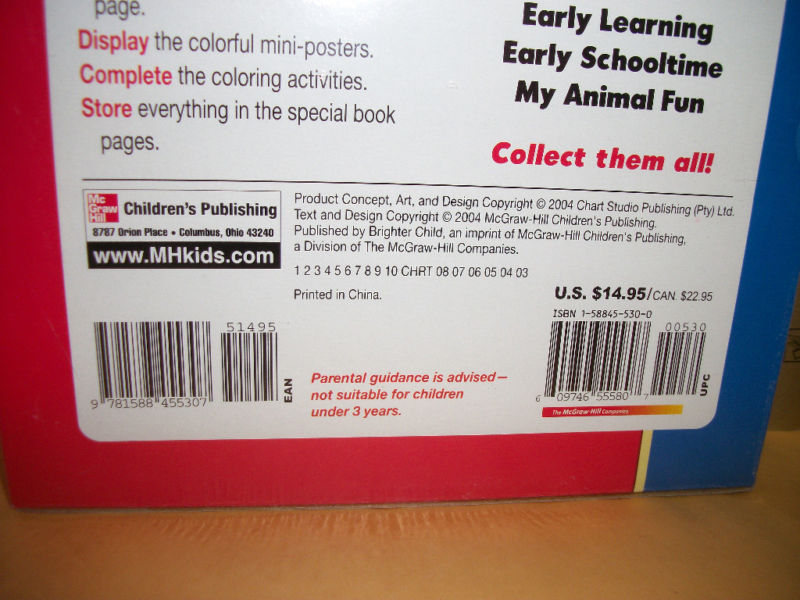 page.
Display the colorful mini-posters.
Complete the coloring activities.
Store everything in the special book
pages.
Early Learning
Early Schooltime
My Animal Fun
Collect them all!
Mc
Graw
Hill
Children's Publishing
8787 Orion Place • Columbus, Ohio 43240
www.MHkids.com
Product Concept, Art, and Design Copyright © 2004 Chart Studio Publishing (Pty) Ltd.
Text and Design Copyright © 2004 McGraw-Hill Children's Publishing.
Published by Brighter Child, an imprint of McGraw-Hill Children's Publishing,
a Division of The McGraw-Hill Companies.
1 2 3 4 5 6 7 8 9 10 CHRT 08 07 06 05 04 03
Printed in China.
U.S. $14.95/CAN. $22.95
ISBN 1-58845-530-0
51495
9 781588 455307
EAN
Parental guidance is advised—
not suitable for children
under 3 years.
00530
6 09746 55580 7
UPC
The McGraw-Hill Companies